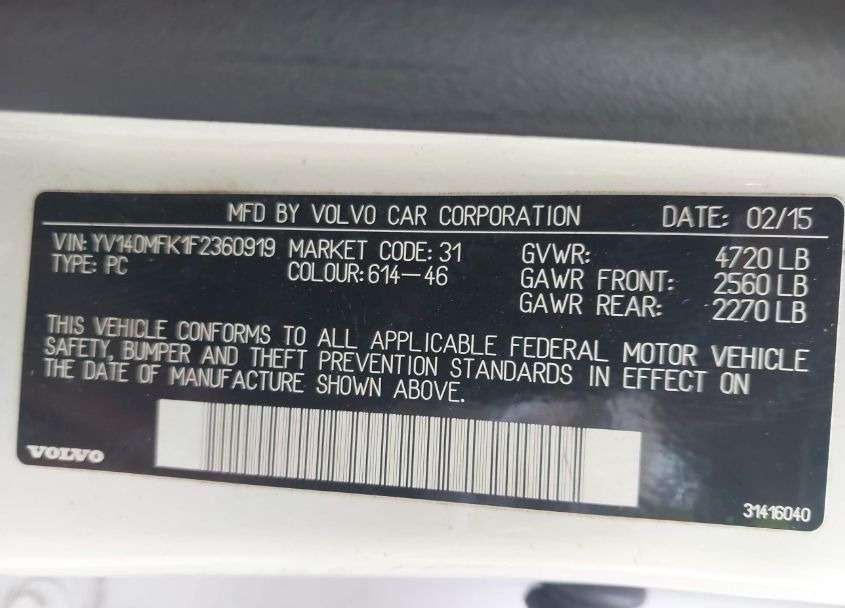 MFD BY VOLVO CAR CORPORATION DATE: 02/15
VIN: YV140MFK1F2360919 MARKET CODE: 31 GVWR: 4720 LB
TYPE: PC COLOUR: 614-46 GAWR FRONT: 2560 LB
GAWR REAR: 2270 LB
THIS VEHICLE CONFORMS TO ALL APPLICABLE FEDERAL MOTOR VEHICLE
SAFETY, BUMPER AND THEFT PREVENTION STANDARDS IN EFFECT ON
THE DATE OF MANUFACTURE SHOWN ABOVE.
VOLVO
31416040